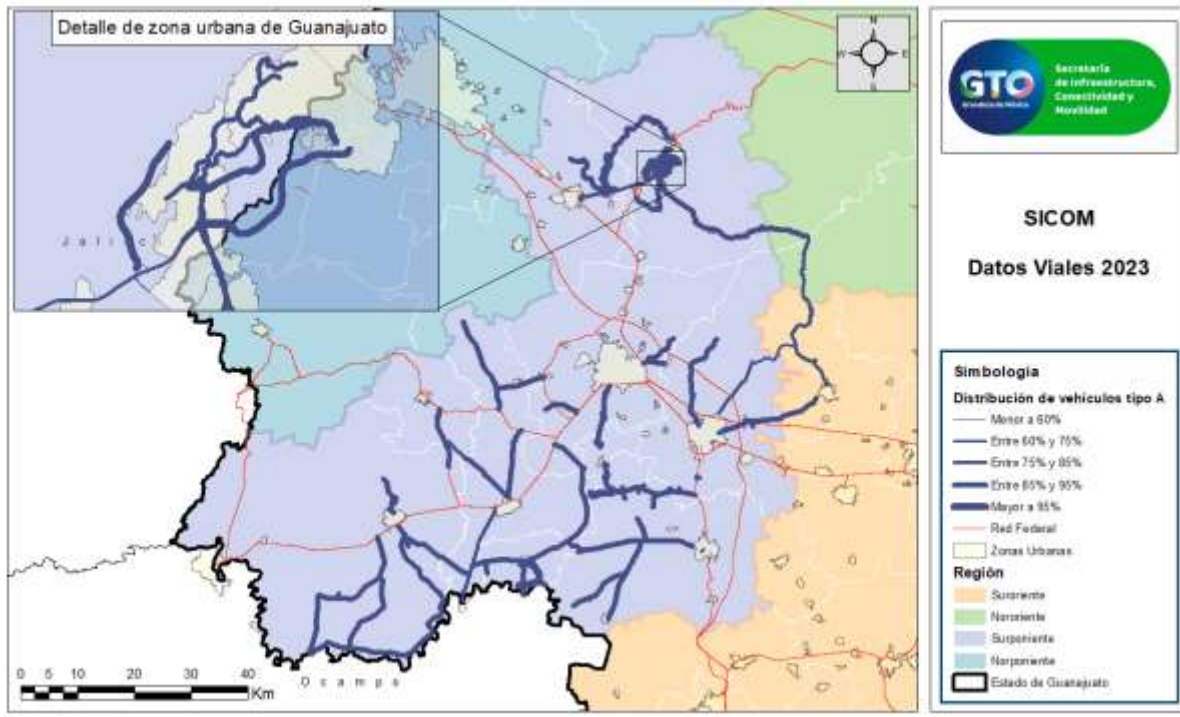 Detalle de zona urbana de Guanajuato
N
W
E
S
Jalisc
Ocampo
0 5 10 20 30 40
Km
GTO
Secretaría
de Infraestructura,
Conectividad y
Movilidad
SICOM
Datos Viales 2023
Simbología
Distribución de vehículos tipo A
Menor a 60%
Entre 60% y 75%
Entre 75% y 85%
Entre 85% y 95%
Mayor a 95%
Red Federal
Zonas Urbanas
Región
Suroriente
Nororiente
Surponiente
Norponiente
Estado de Guanajuato